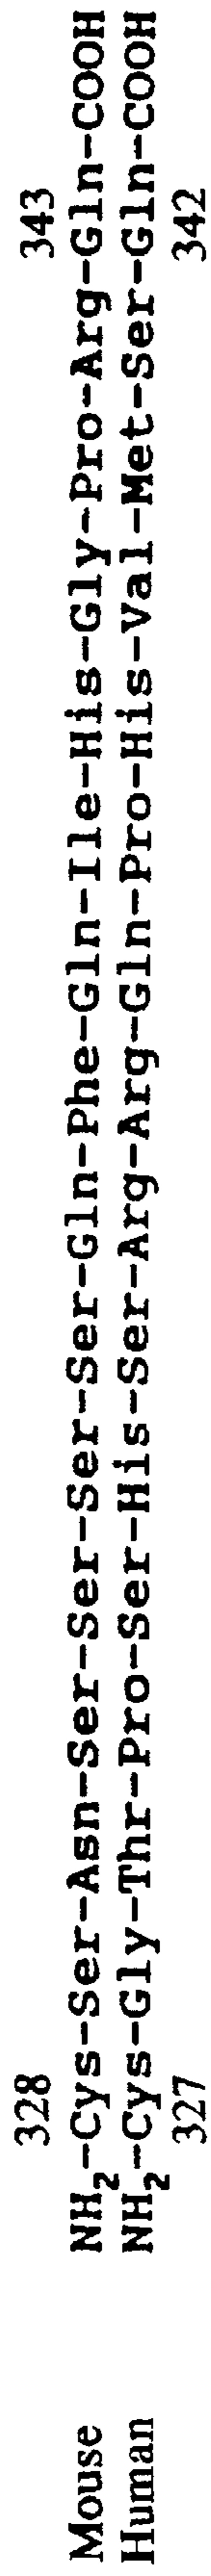 328 343
Mouse NH2-Cys-Ser-Asn-Ser-Ser-Ser-Ser-Gln-Phe-Gln-Ile-His-Gly-Pro-Arg-Gln-COOH
Human NH2-Cys-Gly-Thr-Pro-Ser-His-Ser-Arg-Arg-Gln-Pro-His-Val-Met-Ser-Gln-COOH
327 342